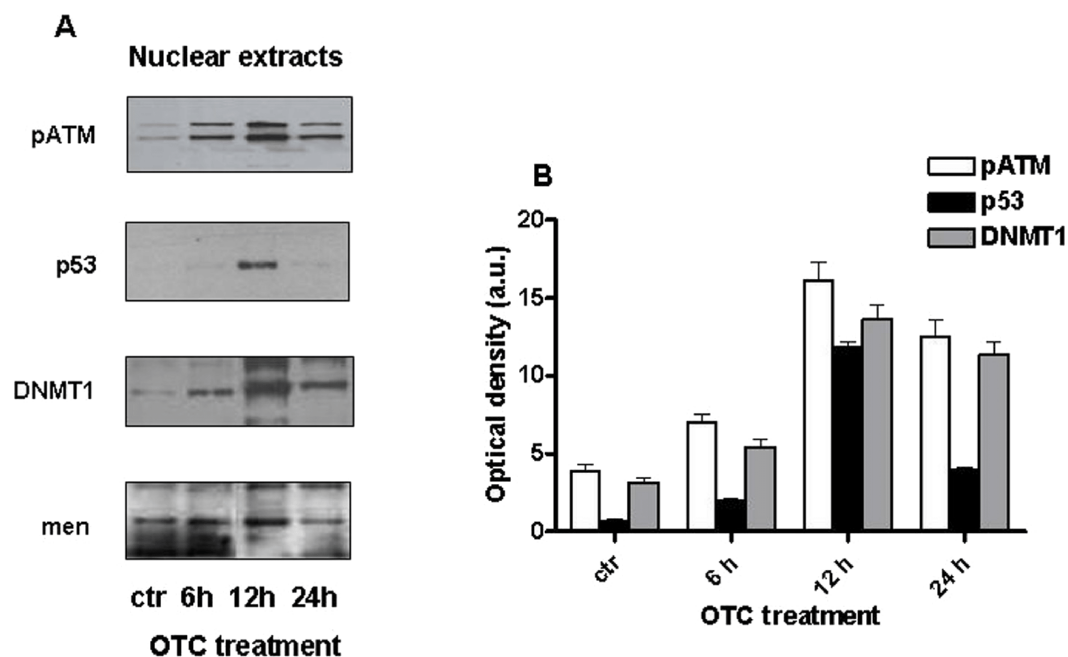 A
Nuclear extracts
pATM
p53
DNMT1
men
ctr 6h 12h 24h
OTC treatment
B
pATM
p53
DNMT1
Optical density (a.u.)
20
15
10
5
0
ctr
6 h
12 h
24 h
OTC treatment